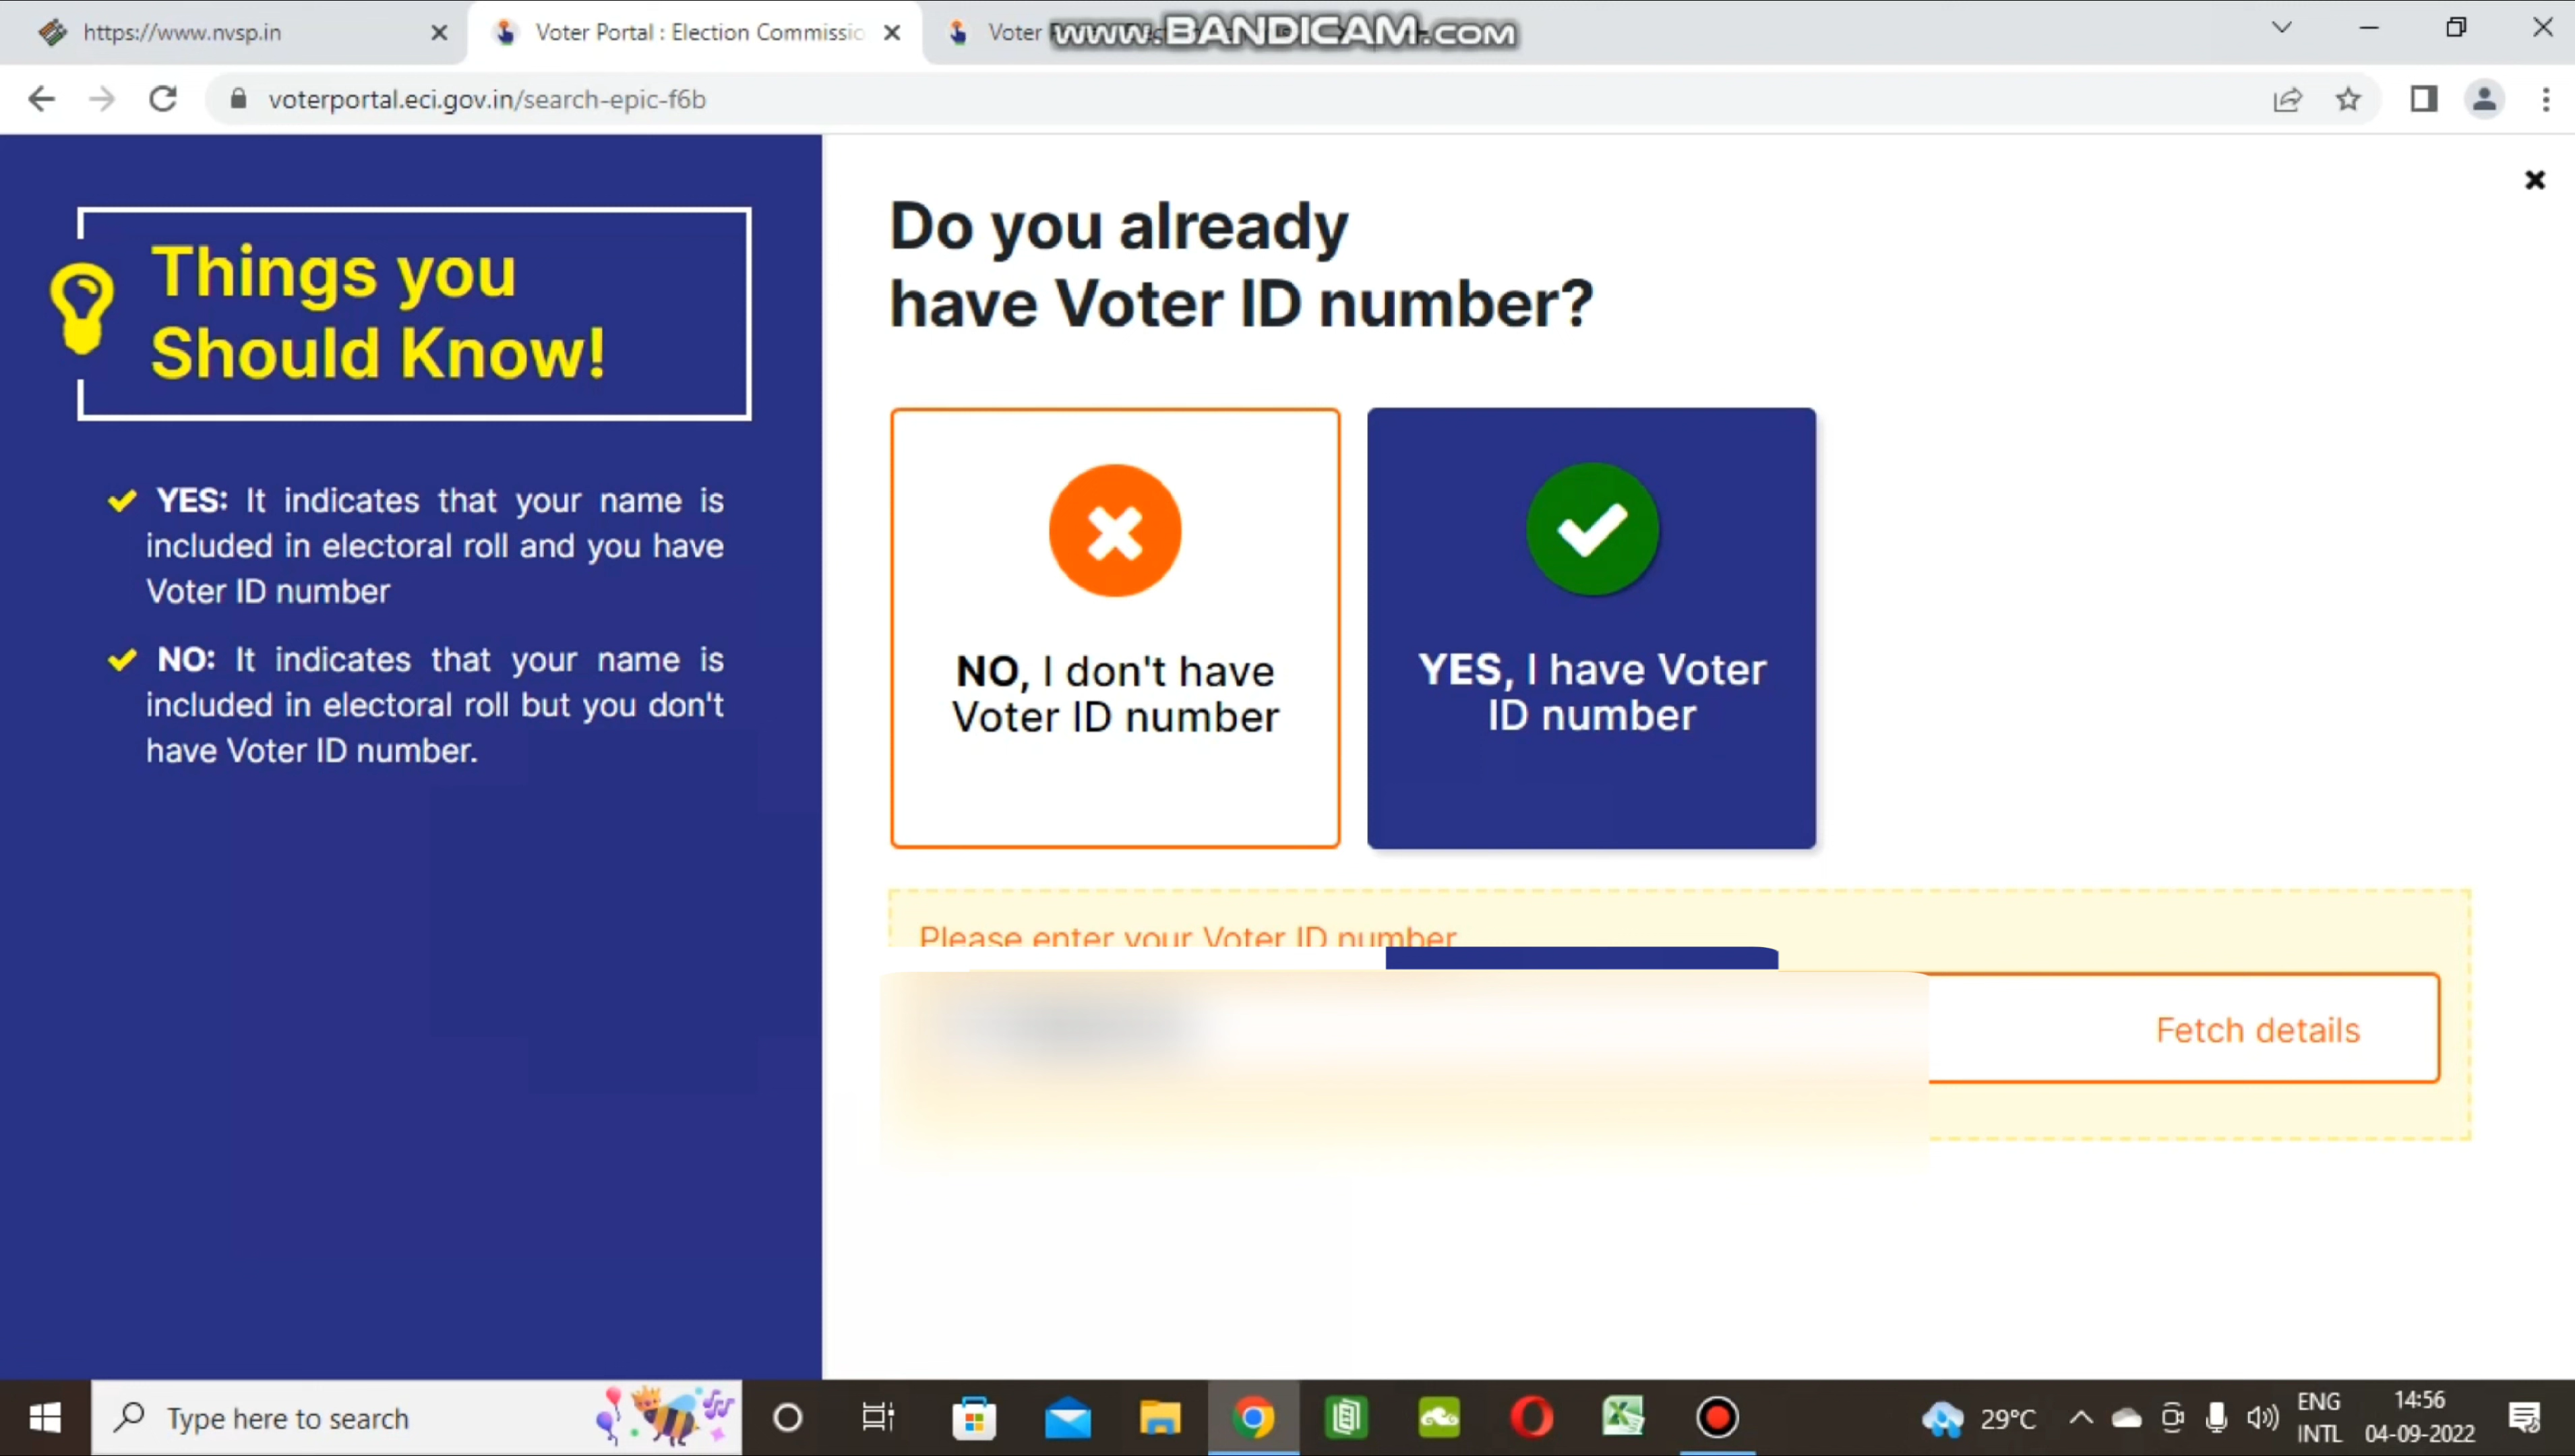 https://www.nvsp.in
Voter Portal : Election Commissio
Voter
www.BANDICAM.com
voterportal.eci.gov.in/search-epic-f6b
Things you
Should Know!
YES: It indicates that your name is
included in electoral roll and you have
Voter ID number
NO: It indicates that your name is
included in electoral roll but you don't
have Voter ID number.
Do you already
have Voter ID number?
NO, I don't have
Voter ID number
YES, I have Voter
ID number
Please enter your Voter ID number
Fetch details
Type here to search
29°C
ENG
INTL
14:56
04-09-2022